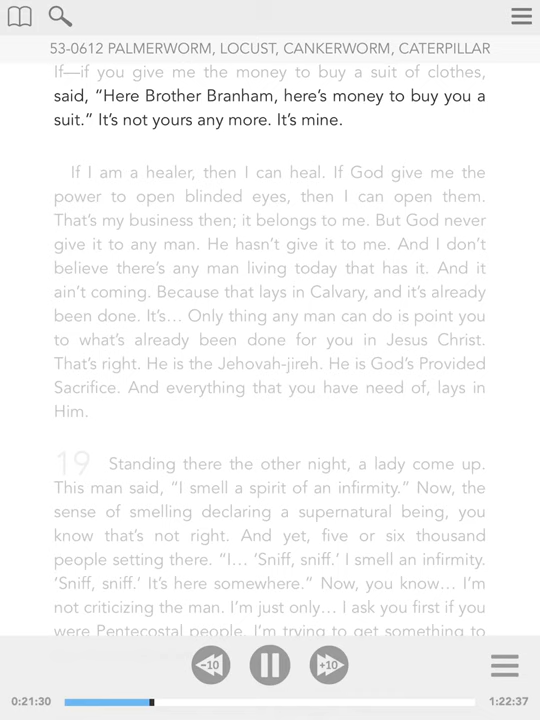 53-0612 PALMERWORM, LOCUST, CANKERWORM, CATERPILLAR
If—if you give me the money to buy a suit of clothes,
said, “Here Brother Branham, here’s money to buy you a
suit.” It’s not yours any more. It’s mine.
If I am a healer, then I can heal. If God give me the
power to open blinded eyes, then I can open them.
That’s my business then; it belongs to me. But God never
give it to any man. He hasn’t give it to me. And I don’t
believe there’s any man living today that has it. And it
ain’t coming. Because that lays in Calvary, and it’s already
been done. It’s… Only thing any man can do is point you
to what’s already been done for you in Jesus Christ.
That’s right. He is the Jehovah-jireh. He is God’s Provided
Sacrifice. And everything that you have need of, lays in
Him.
19 Standing there the other night, a lady come up.
This man said, “I smell a spirit of an infirmity.” Now, the
sense of smelling declaring a supernatural being, you
know that’s not right. And yet, five or six thousand
people setting there. “I… ‘Sniff, sniff.’ I smell an infirmity.
‘Sniff, sniff.’ It’s here somewhere.” Now, you know… I’m
not criticizing the man. I’m just only… I ask you first if you
were Pentecostal people. I’m trying to get something to
-10
+10
0:21:30
1:22:37